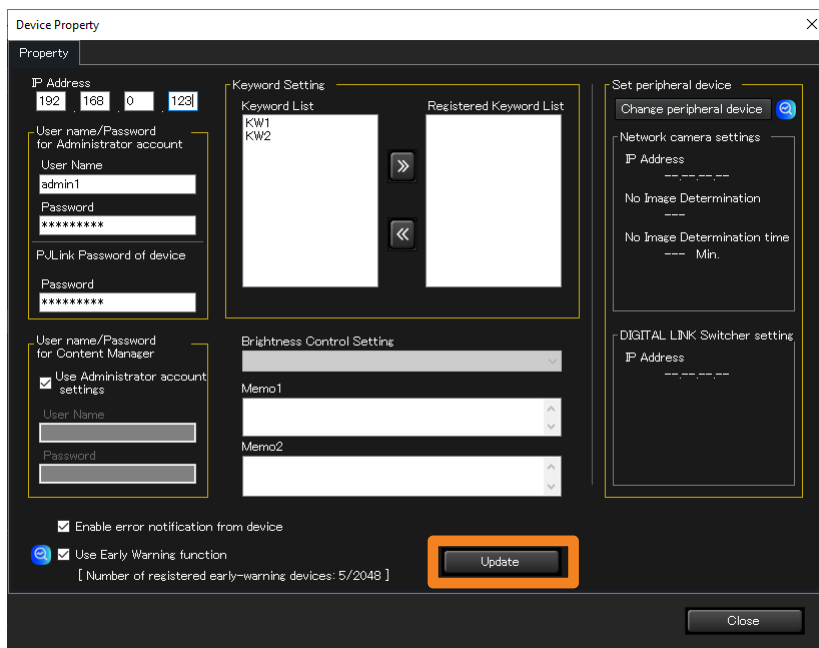 Device Property
Property
IP Address
192 . 168 . 0 . 123
User name/Password
for Administrator account
User Name
admin1
Password
*********
PJLink Password of device
Password
*********
User name/Password
for Content Manager
Use Administrator account
settings
User Name
Password
Keyword Setting
Keyword List
KW1
KW2
Registered Keyword List
Brightness Control Setting
Memo1
Memo2
Set peripheral device
Change peripheral device
Network camera settings
IP Address
--.--.--.--
No Image Determination
---
No Image Determination time
--- Min.
DIGITAL LINK Switcher setting
IP Address
--.--.--.--
Enable error notification from device
Use Early Warning function
[ Number of registered early-warning devices: 5/2048 ]
Update
Close